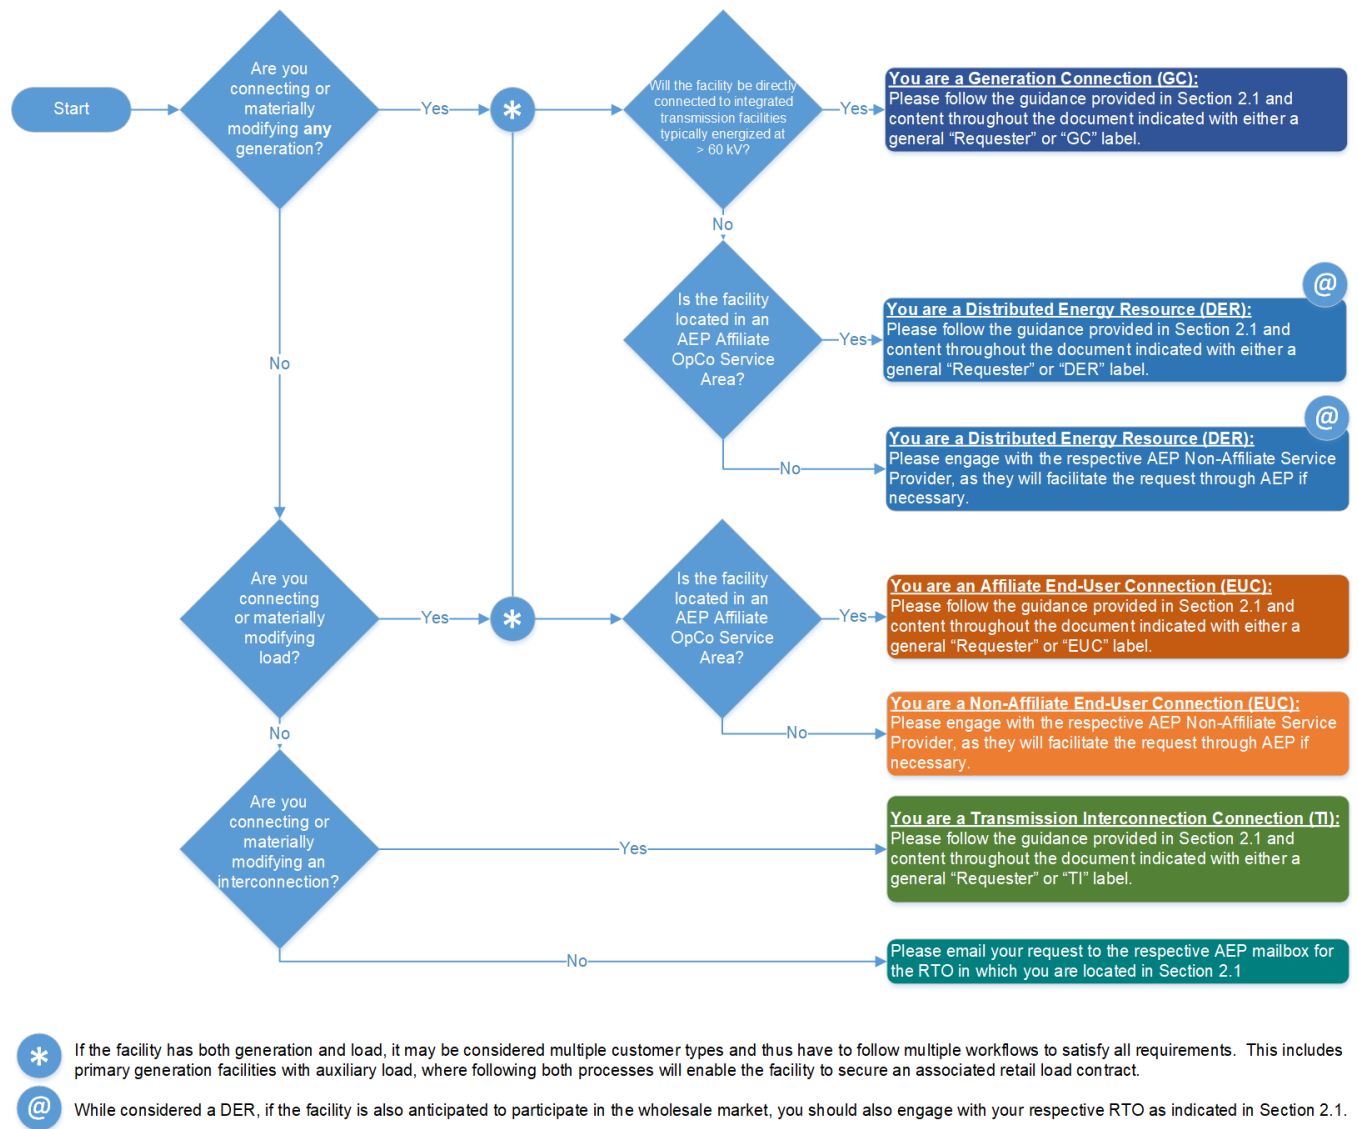 Start
Are you
connecting or
materially
modifying any
generation?
Yes
*
Will the facility be directly
connected to integrated
transmission facilities
typically energized at
> 60 kV?
Yes
You are a Generation Connection (GC):
Please follow the guidance provided in Section 2.1 and
content throughout the document indicated with either a
general “Requester” or “GC” label.
No
Is the facility
located in an
AEP Affiliate
OpCo Service
Area?
Yes
@
You are a Distributed Energy Resource (DER):
Please follow the guidance provided in Section 2.1 and
content throughout the document indicated with either a
general “Requester” or “DER” label.
No
@
You are a Distributed Energy Resource (DER):
Please engage with the respective AEP Non-Affiliate Service
Provider, as they will facilitate the request through AEP if
necessary.
No
Are you
connecting
or materially
modifying
load?
Yes
*
Is the facility
located in an
AEP Affiliate
OpCo Service
Area?
Yes
You are an Affiliate End-User Connection (EUC):
Please follow the guidance provided in Section 2.1 and
content throughout the document indicated with either a
general “Requester” or “EUC” label.
No
You are a Non-Affiliate End-User Connection (EUC):
Please engage with the respective AEP Non-Affiliate Service
Provider, as they will facilitate the request through AEP if
necessary.
No
Are you
connecting or
materially
modifying an
interconnection?
Yes
You are a Transmission Interconnection Connection (TI):
Please follow the guidance provided in Section 2.1 and
content throughout the document indicated with either a
general “Requester” or “TI” label.
No
Please email your request to the respective AEP mailbox for
the RTO in which you are located in Section 2.1
*
If the facility has both generation and load, it may be considered multiple customer types and thus have to follow multiple workflows to satisfy all requirements. This includes
primary generation facilities with auxiliary load, where following both processes will enable the facility to secure an associated retail load contract.
@
While considered a DER, if the facility is also anticipated to participate in the wholesale market, you should also engage with your respective RTO as indicated in Section 2.1.